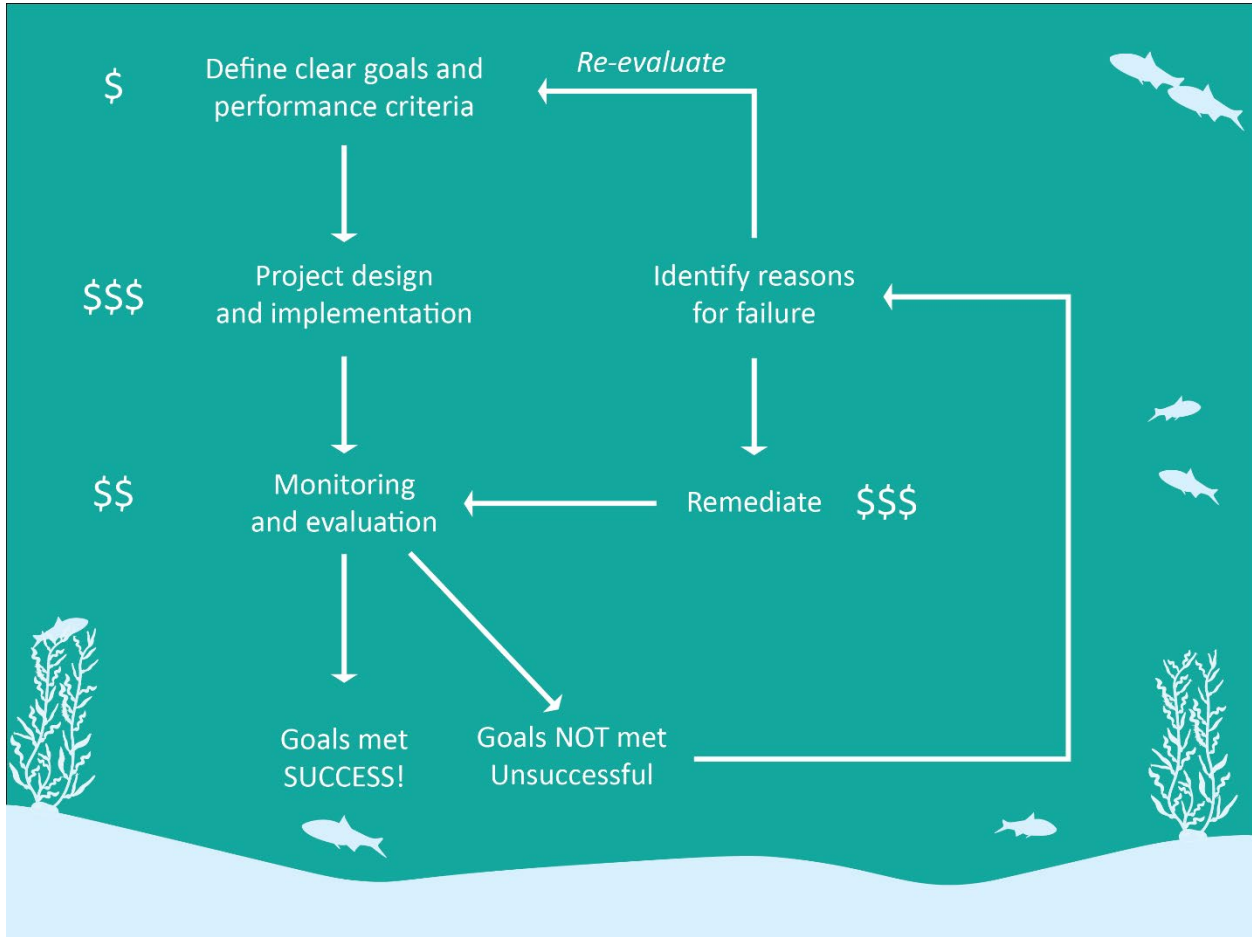 $
Define clear goals and
performance criteria
Re-evaluate
$$$
Project design
and implementation
Identify reasons
for failure
$$
Monitoring
and evaluation
Remediate
$$$
Goals met
SUCCESS!
Goals NOT met
Unsuccessful